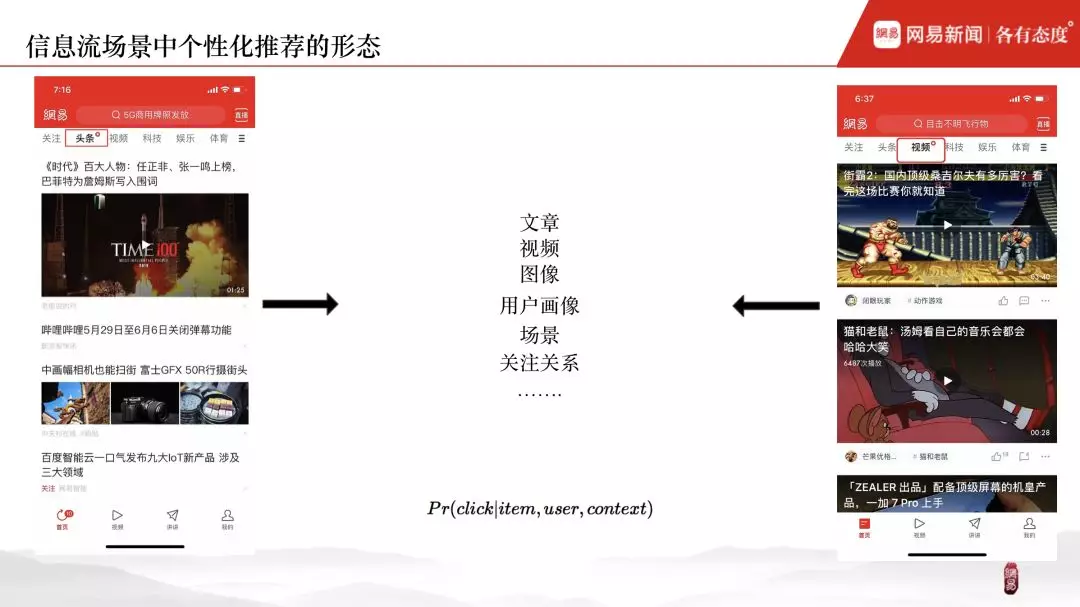 信息流场景中个性化推荐的形态
網易 网易新闻 | 各有态度°
7:16
網易 5G商用牌照发放 直播
关注 头条 视频 科技 娱乐 体育
《时代》百大人物：任正非、张一鸣上榜，
巴菲特为詹姆斯写入围词
TIME 100
01:25
哔哩哔哩5月29日至6月6日关闭弹幕功能
中画幅相机也能扫街 富士GFX 50R行摄街头
百度智能云一口气发布九大IoT新产品 涉及
三大领域
关注 网易智能
首页 视频 讲讲 我的
文章
视频
图像
用户画像
场景
关注关系
.......
Pr(click|item, user, context)
6:37
網易 目击不明飞行物 直播
关注 头条 视频 科技 娱乐 体育
街霸2：国内顶级桑吉尔夫有多厉害？看
完这场比赛你就知道
03:40
闭眼玩家 # 动作游戏
猫和老鼠：汤姆看自己的音乐会都会
哈哈大笑
6487次播放
00:28
芒果优格... # 猫和老鼠
「ZEALER 出品」配备顶级屏幕的机皇产
品，一加 7 Pro 上手
首页 视频 讲讲 我的
網易